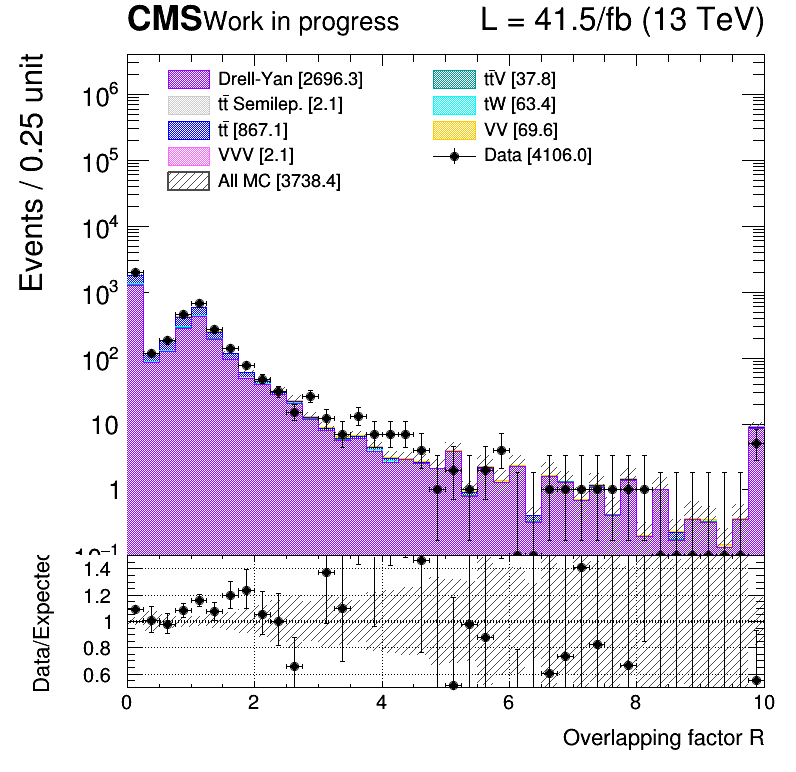 CMS Work in progress L = 41.5/fb (13 TeV)
Events / 0.25 unit
Drell-Yan [2696.3]
tt̄ Semilep. [2.1]
tt̄ [867.1]
VVV [2.1]
All MC [3738.4]
tt̄V [37.8]
tW [63.4]
VV [69.6]
Data [4106.0]
10⁶
10⁵
10⁴
10³
10²
10
1
10⁻¹
Data/Expected
1.4
1.2
1
0.8
0.6
0 2 4 6 8 10
Overlapping factor R